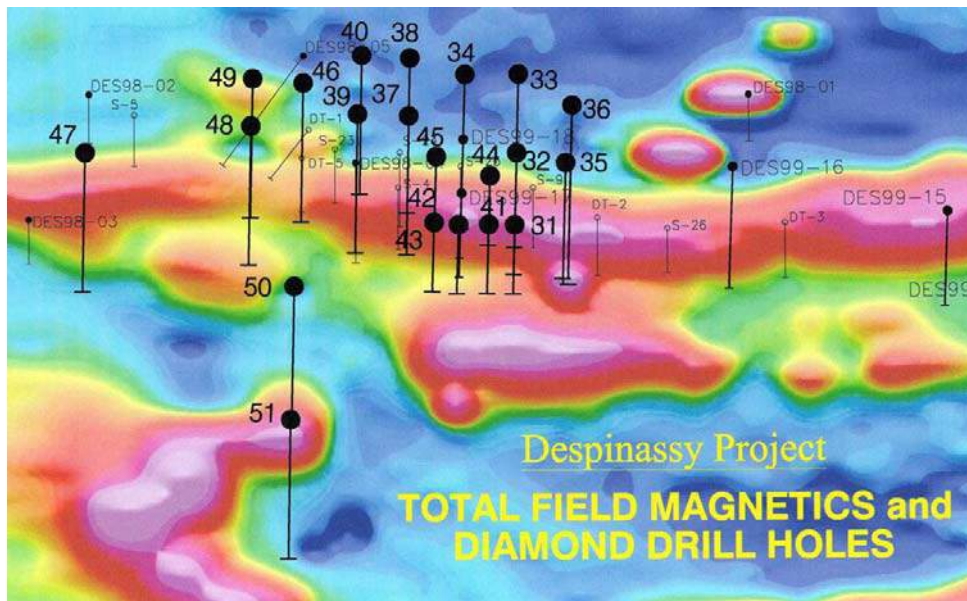 40
38
DES98-05
34
33
49
46
DES98-02
DES98-01
39
37
36
S-5
48
DT-1
47
S-23
45
DES99-18
DT-5
44
32
35
DES99-16
S-4
S-9
42
DES99-17
DT-2
DES99-15
DES98-03
43
41
31
S-26
DT-3
50
DES99
51
Despinassy Project
TOTAL FIELD MAGNETICS and
DIAMOND DRILL HOLES